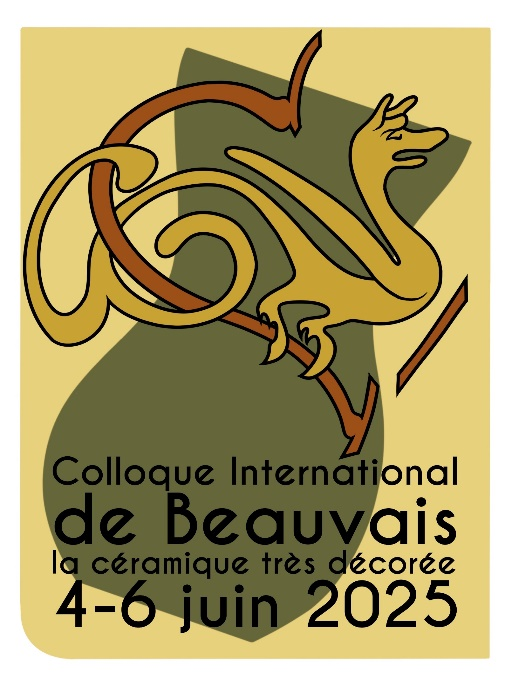 Colloque International
de Beauvais
la céramique très décorée
4-6 juin 2025